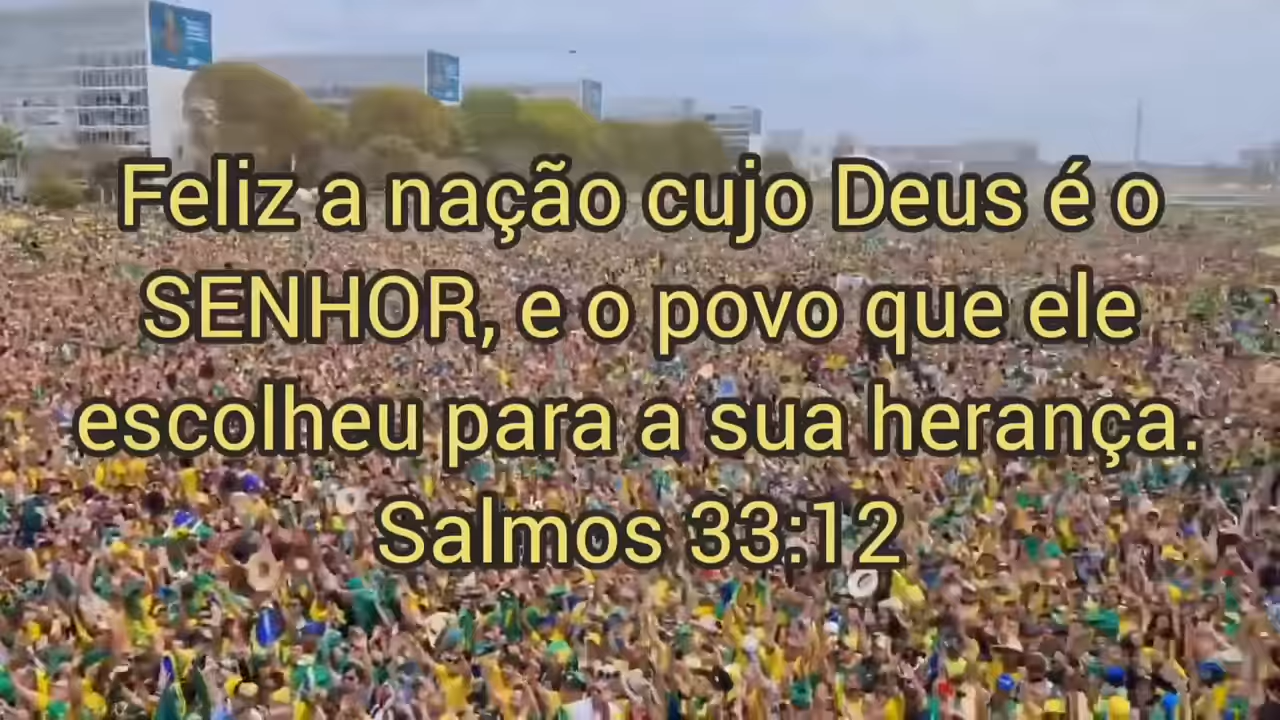 Feliz a nação cujo Deus é o
SENHOR, e o povo que ele
escolheu para a sua herança.
Salmos 33:12